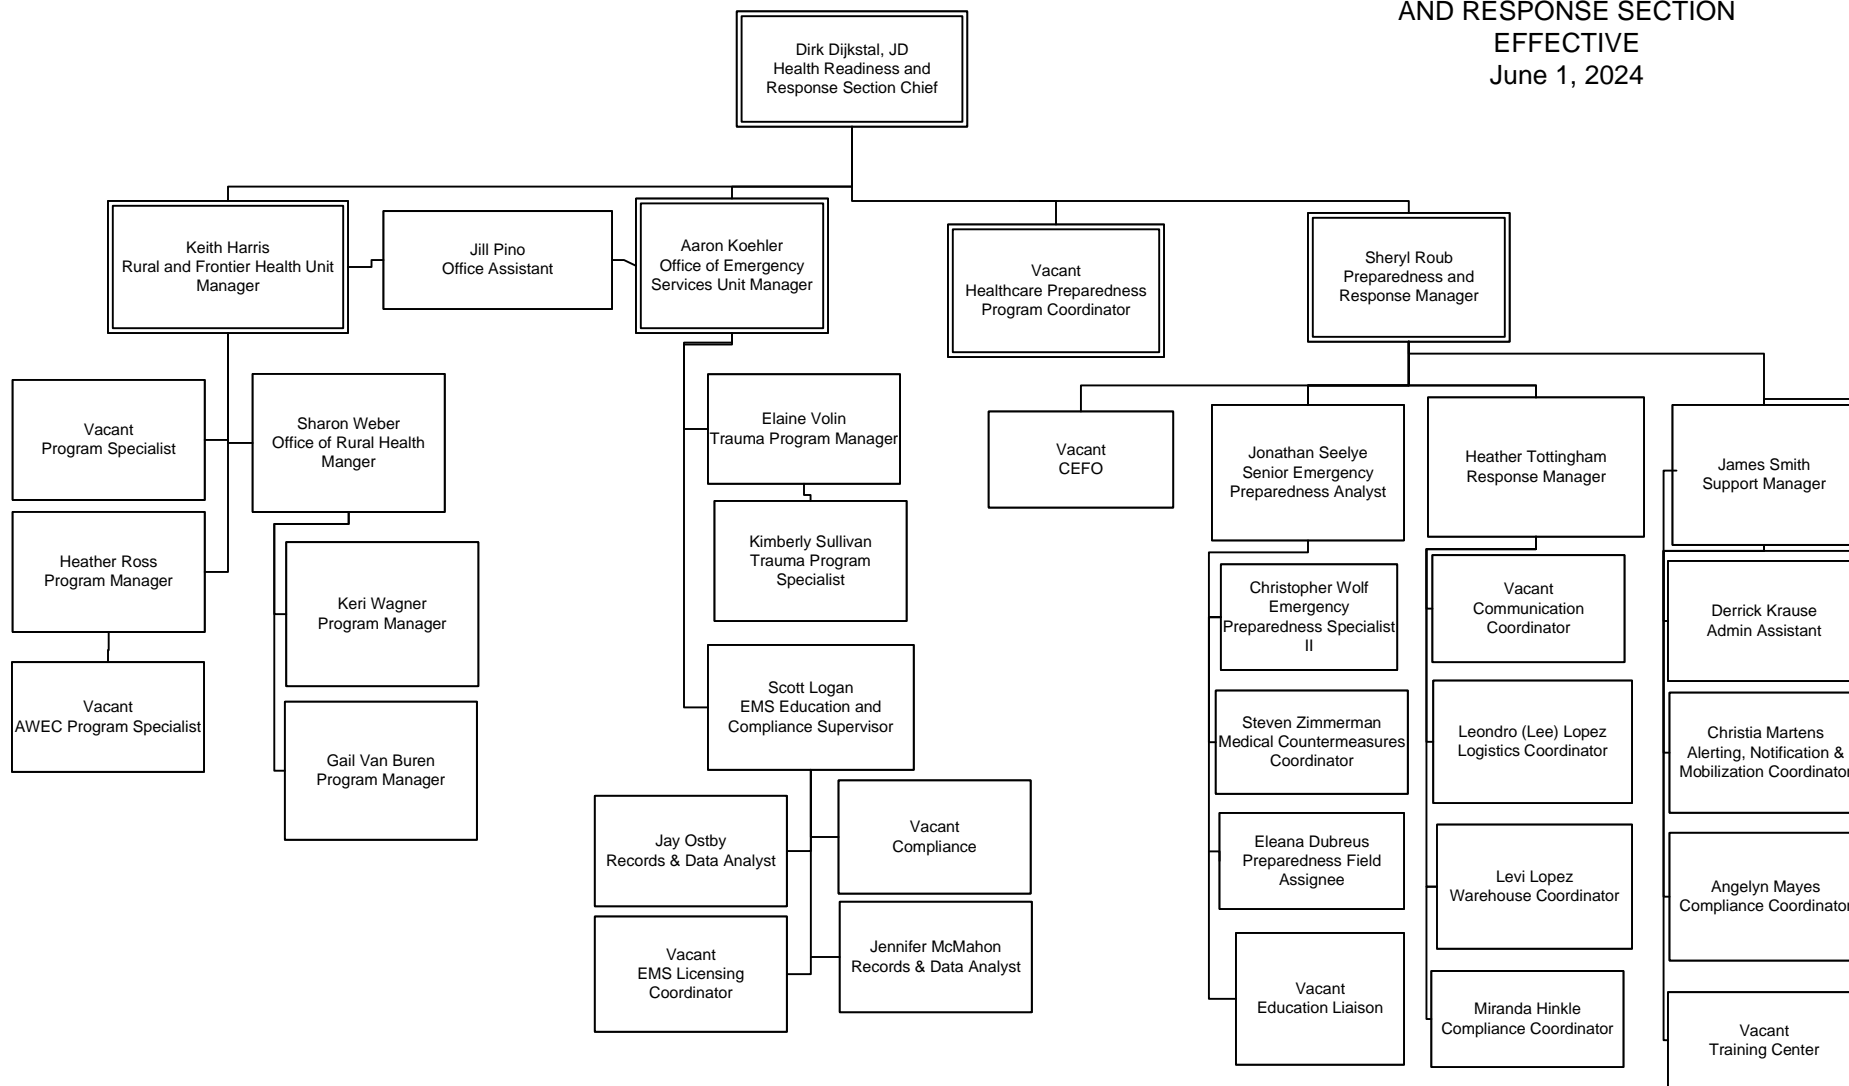 AND RESPONSE SECTION
EFFECTIVE
June 1, 2024
Dirk Dijkstal, JD
Health Readiness and
Response Section Chief
Keith Harris
Rural and Frontier Health Unit
Manager
Jill Pino
Office Assistant
Aaron Koehler
Office of Emergency
Services Unit Manager
Vacant
Healthcare Preparedness
Program Coordinator
Sheryl Roub
Preparedness and
Response Manager
Vacant
Program Specialist
Sharon Weber
Office of Rural Health
Manger
Heather Ross
Program Manager
Keri Wagner
Program Manager
Vacant
AWEC Program Specialist
Gail Van Buren
Program Manager
Elaine Volin
Trauma Program Manager
Kimberly Sullivan
Trauma Program
Specialist
Scott Logan
EMS Education and
Compliance Supervisor
Jay Ostby
Records & Data Analyst
Vacant
Compliance
Vacant
EMS Licensing
Coordinator
Jennifer McMahon
Records & Data Analyst
Vacant
CEFO
Jonathan Seelye
Senior Emergency
Preparedness Analyst
Christopher Wolf
Emergency
Preparedness Specialist
II
Steven Zimmerman
Medical Countermeasures
Coordinator
Eleana Dubreus
Preparedness Field
Assignee
Vacant
Education Liaison
Heather Tottingham
Response Manager
Vacant
Communication
Coordinator
Leondro (Lee) Lopez
Logistics Coordinator
Levi Lopez
Warehouse Coordinator
Miranda Hinkle
Compliance Coordinator
James Smith
Support Manager
Derrick Krause
Admin Assistant
Christia Martens
Alerting, Notification &
Mobilization Coordinator
Angelyn Mayes
Compliance Coordinator
Vacant
Training Center